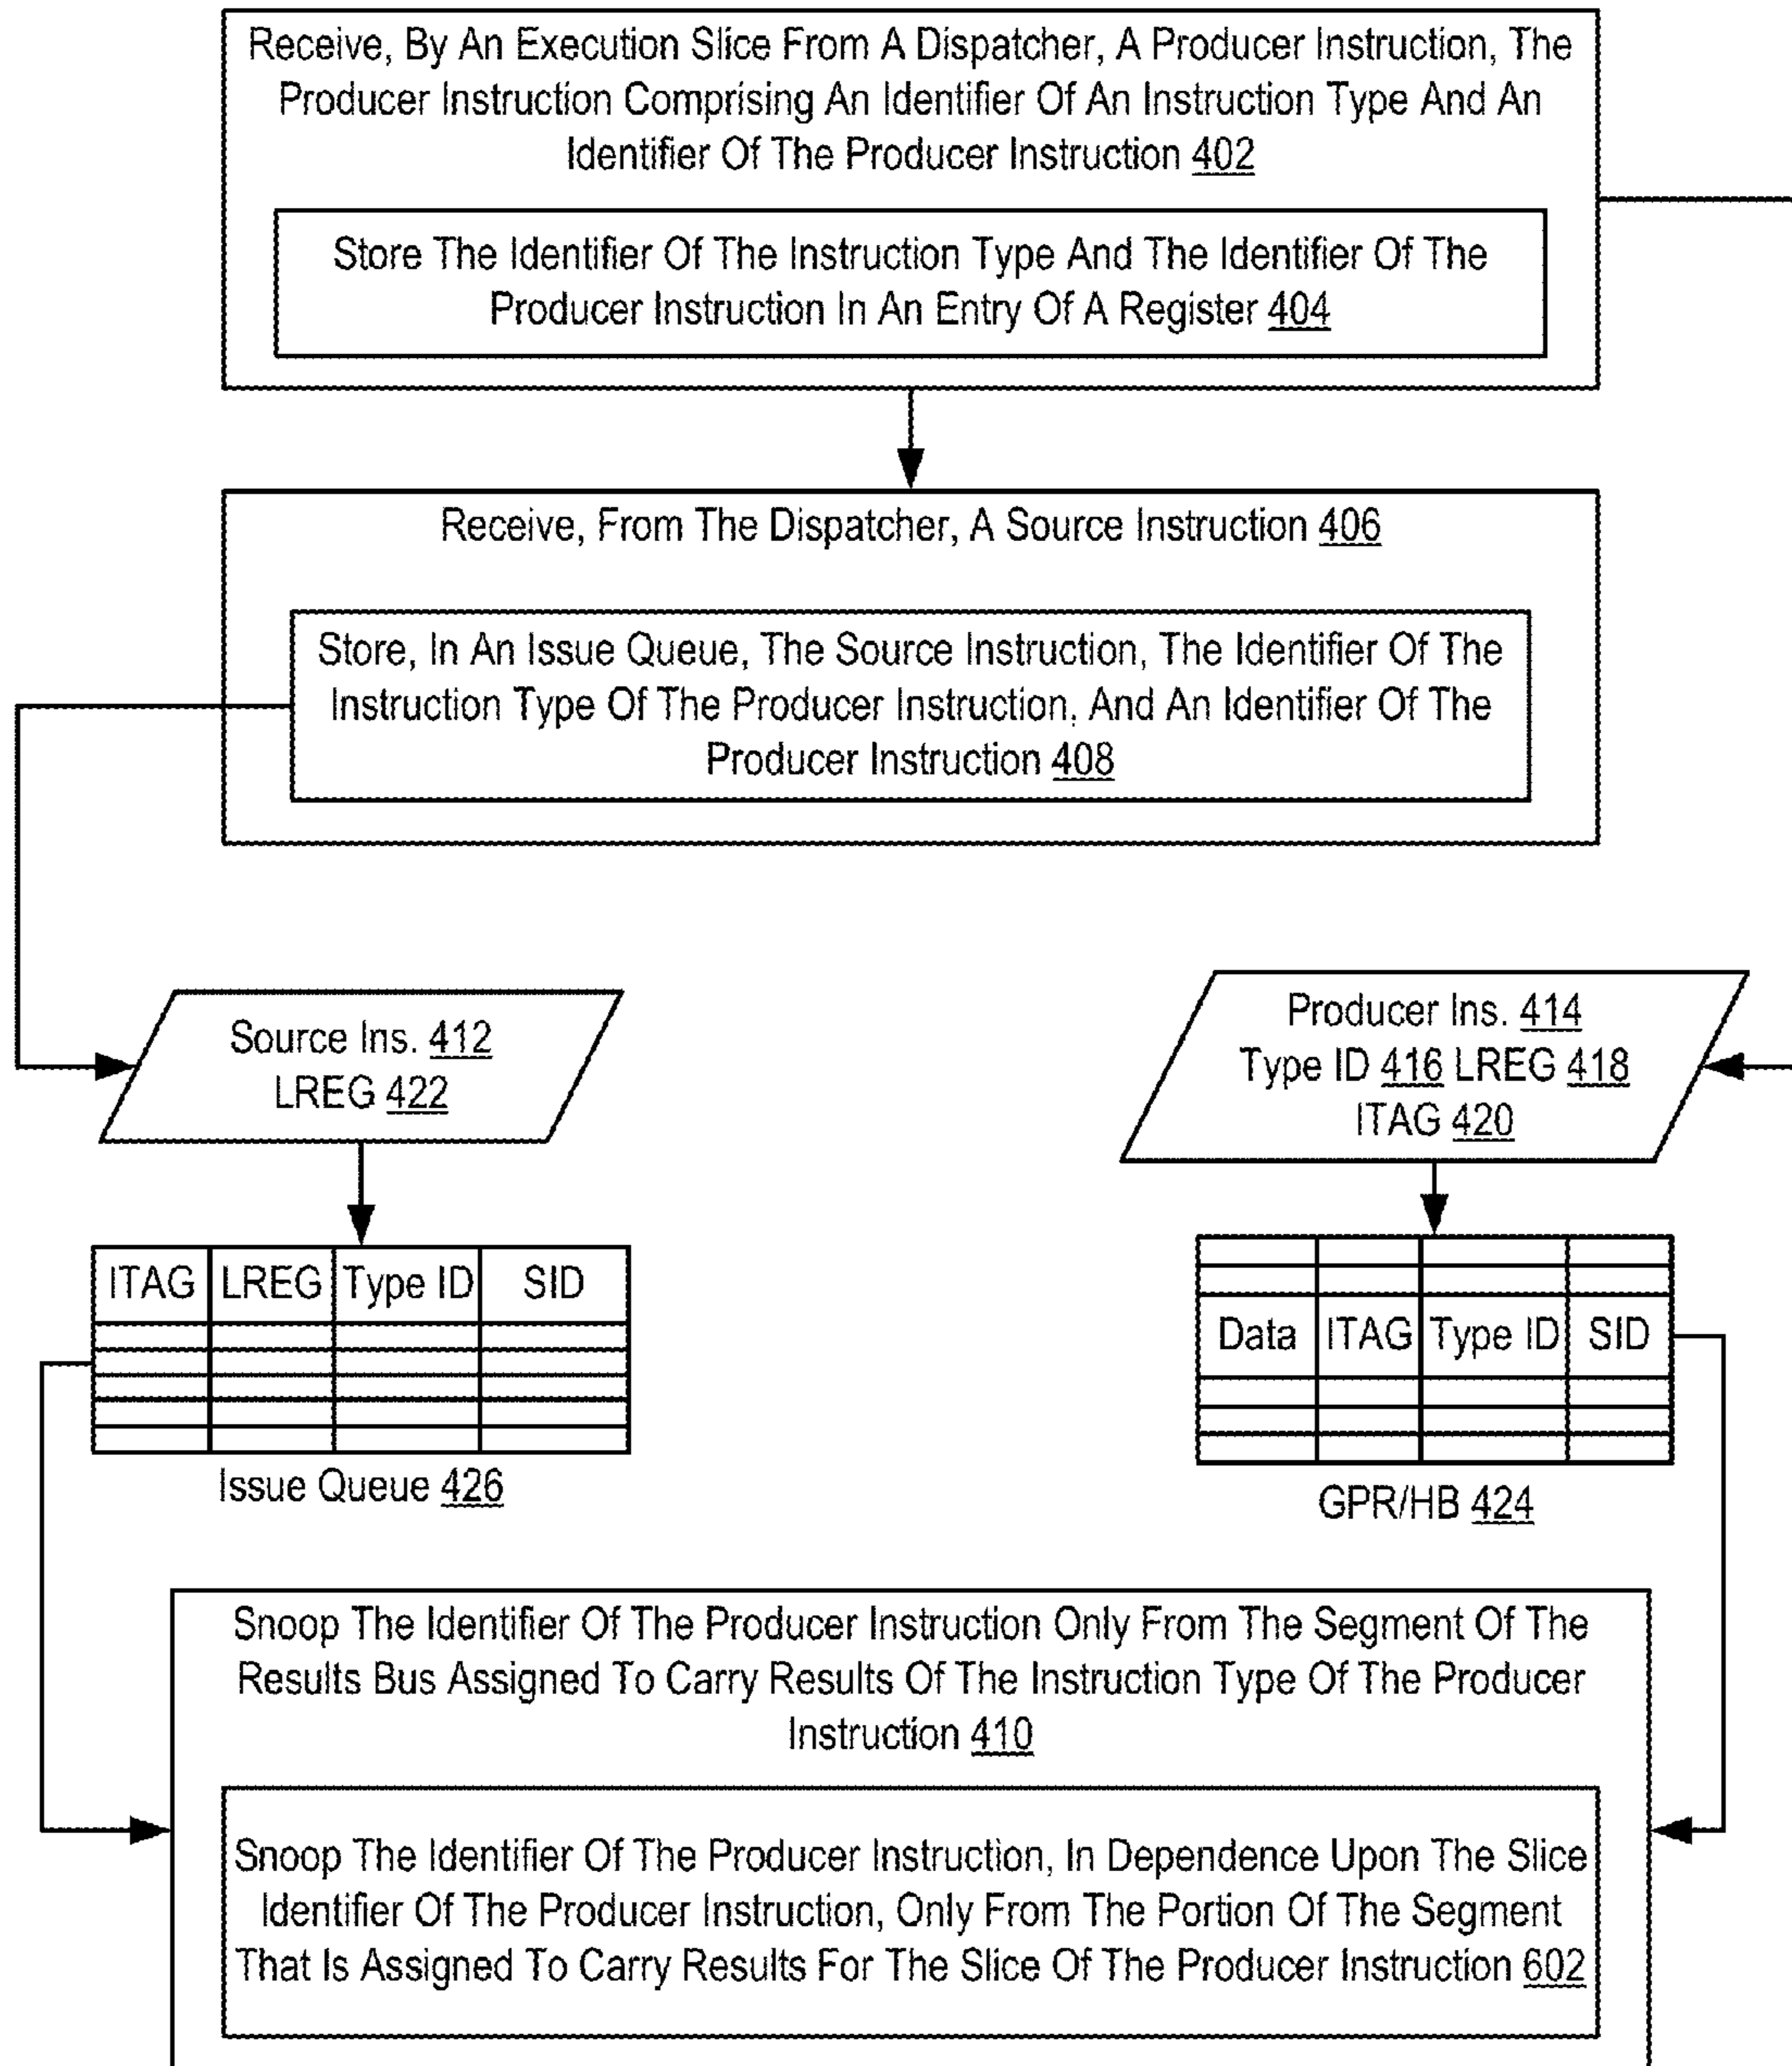 Receive, By An Execution Slice From A Dispatcher, A Producer Instruction, The
Producer Instruction Comprising An Identifier Of An Instruction Type And An
Identifier Of The Producer Instruction 402
Store The Identifier Of The Instruction Type And The Identifier Of The
Producer Instruction In An Entry Of A Register 404
Receive, From The Dispatcher, A Source Instruction 406
Store, In An Issue Queue, The Source Instruction, The Identifier Of The
Instruction Type Of The Producer Instruction, And An Identifier Of The
Producer Instruction 408
Source Ins. 412
LREG 422
Producer Ins. 414
Type ID 416 LREG 418
ITAG 420
ITAG LREG Type ID SID
Issue Queue 426
Data ITAG Type ID SID
GPR/HB 424
Snoop The Identifier Of The Producer Instruction Only From The Segment Of The
Results Bus Assigned To Carry Results Of The Instruction Type Of The Producer
Instruction 410
Snoop The Identifier Of The Producer Instruction, In Dependence Upon The Slice
Identifier Of The Producer Instruction, Only From The Portion Of The Segment
That Is Assigned To Carry Results For The Slice Of The Producer Instruction 602